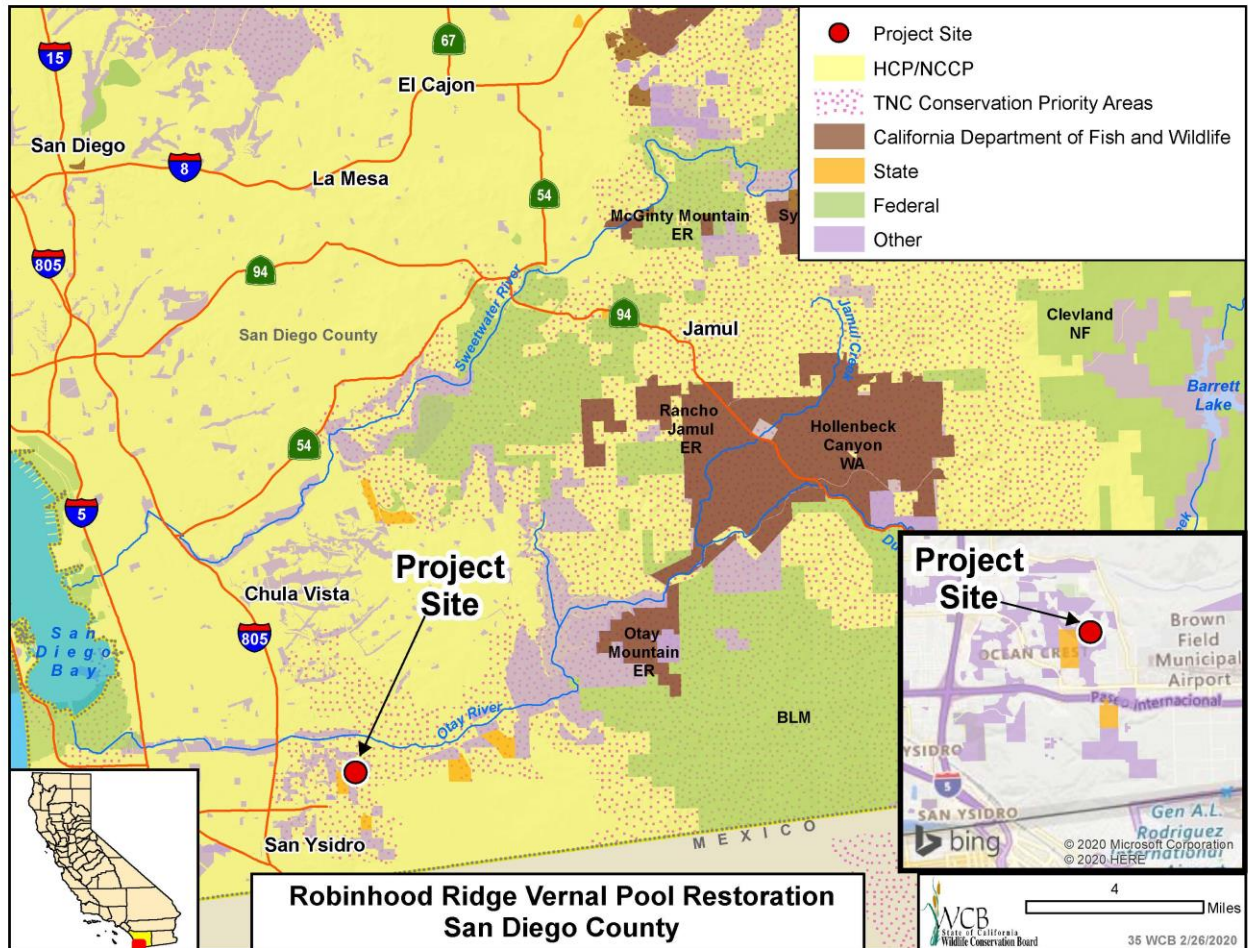 15
67
El Cajon
San Diego
8
La Mesa
54
805
94
San Diego County
Sweetwater River
McGinty Mountain
ER
Sy
94
Jamul
Jamul Creek
Clevland
NF
Barrett
Lake
Rancho
Jamul
ER
Hollenbeck
Canyon
WA
54
5
Project
Site
Chula Vista
805
San
Diego
Bay
Otay
Mountain
ER
BLM
Otay River
San Ysidro
MEXICO
Du
eek
Project Site
HCP/NCCP
TNC Conservation Priority Areas
California Department of Fish and Wildlife
State
Federal
Other
Project
Site
OCEAN CREST
Brown
Field
Municipal
Airport
Internacional
YSIDRO
5
SAN YSIDRO
Gen A.L.
Rodriguez
International
bing
© 2020 Microsoft Corporation
© 2020 HERE
Robinhood Ridge Vernal Pool Restoration
San Diego County
WCB
State of California
Wildlife Conservation Board
4
Miles
35 WCB 2/26/2020